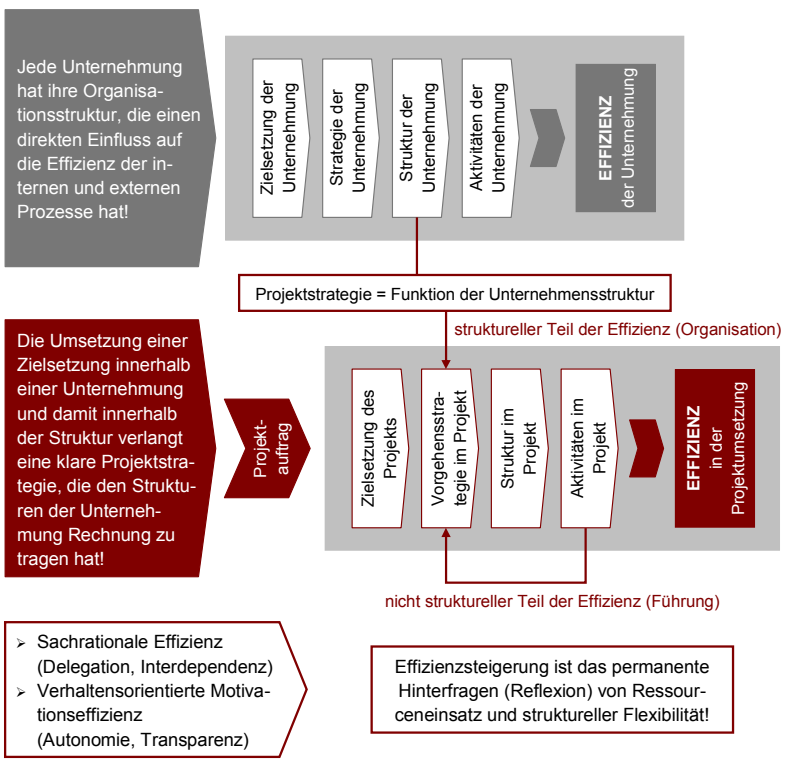 Jede Unternehmung
hat ihre Organisa-
tionsstruktur, die einen
direkten Einfluss auf
die Effizienz der in-
ternen und externen
Prozesse hat!
Zielsetzung der
Unternehmung
Strategie der
Unternehmung
Struktur der
Unternehmung
Aktivitäten der
Unternehmung
EFFIZIENZ
der Unternehmung
Projektstrategie = Funktion der Unternehmensstruktur
struktureller Teil der Effizienz (Organisation)
Die Umsetzung einer
Zielsetzung innerhalb
einer Unternehmung
und damit innerhalb
der Struktur verlangt
eine klare Projektstra-
tegie, die den Struktu-
ren der Unterneh-
mung Rechnung zu
tragen hat!
Projekt-
auftrag
Zielsetzung des
Projekts
Vorgehensstra-
tegie im Projekt
Struktur im
Projekt
Aktivitäten im
Projekt
EFFIZIENZ
in der
Projektumsetzung
nicht struktureller Teil der Effizienz (Führung)
➢ Sachrationale Effizienz
(Delegation, Interdependenz)
➢ Verhaltensorientierte Motiva-
tionseffizienz
(Autonomie, Transparenz)
Effizienzsteigerung ist das permanente
Hinterfragen (Reflexion) von Ressour-
ceneinsatz und struktureller Flexibilität!